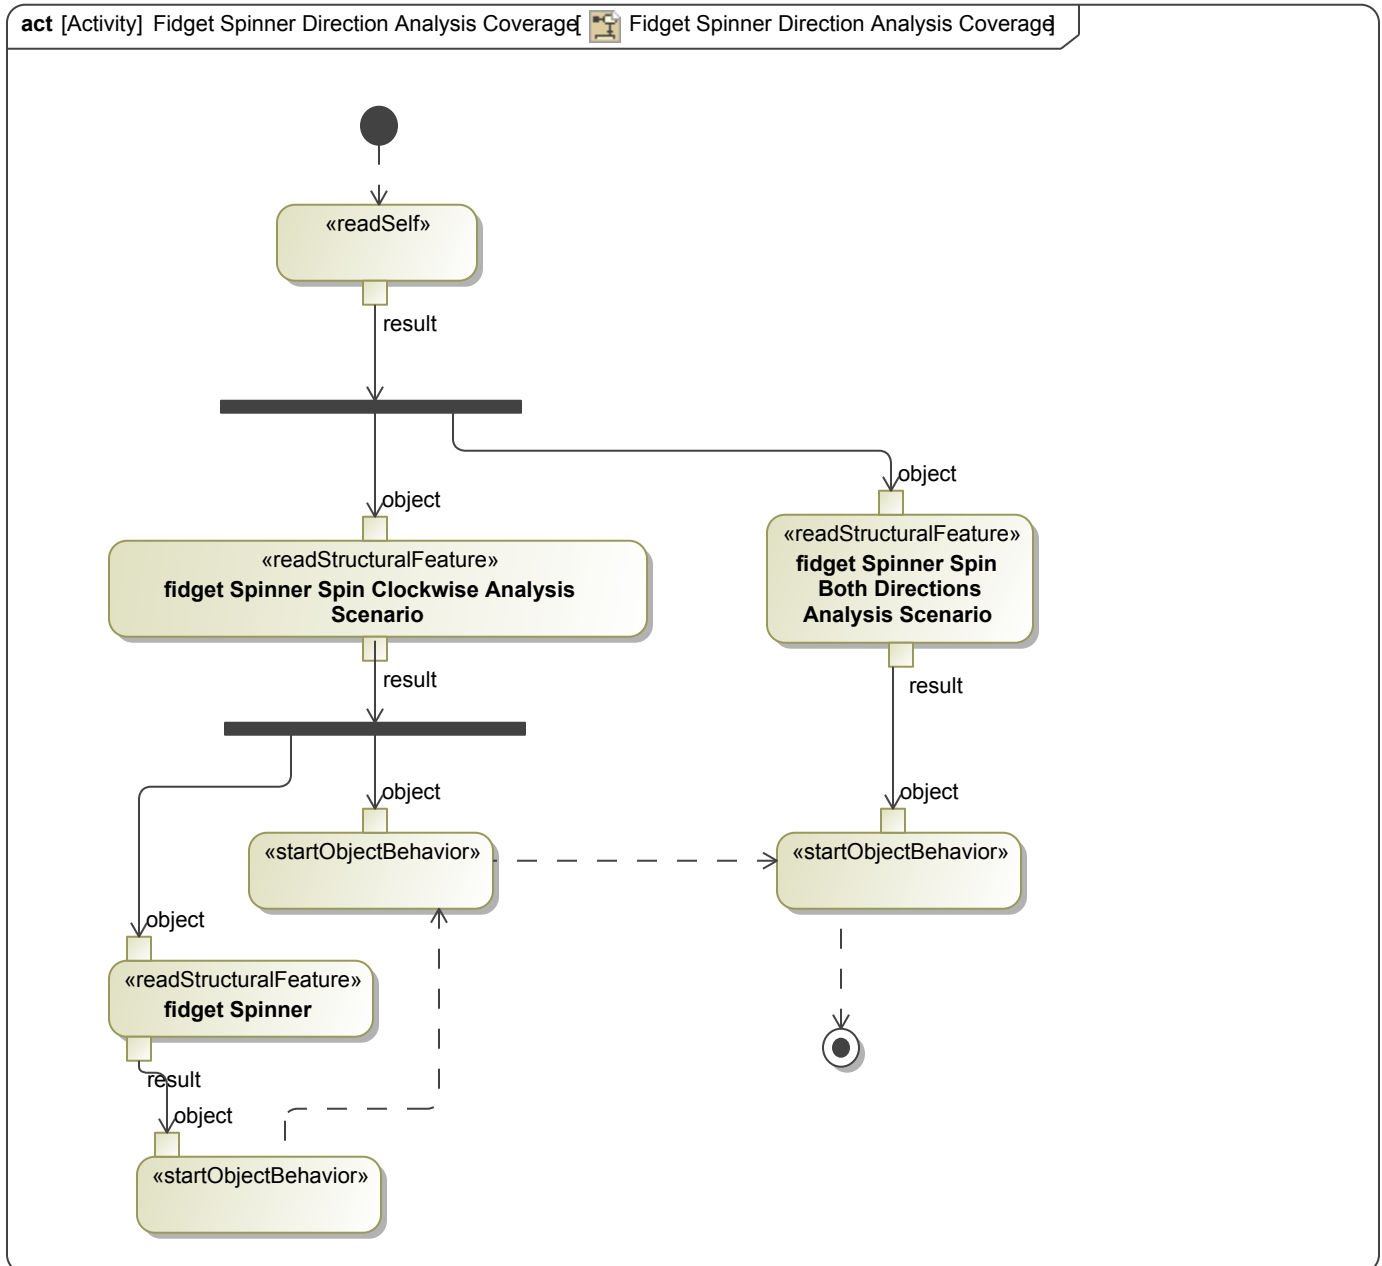 act [Activity] Fidget Spinner Direction Analysis Coverage[ Fidget Spinner Direction Analysis Coverage]
«readSelf»
result
object
object
«readStructuralFeature»
fidget Spinner Spin Clockwise Analysis
Scenario
«readStructuralFeature»
fidget Spinner Spin
Both Directions
Analysis Scenario
result
result
object
object
«startObjectBehavior»
«startObjectBehavior»
object
«readStructuralFeature»
fidget Spinner
result
object
«startObjectBehavior»